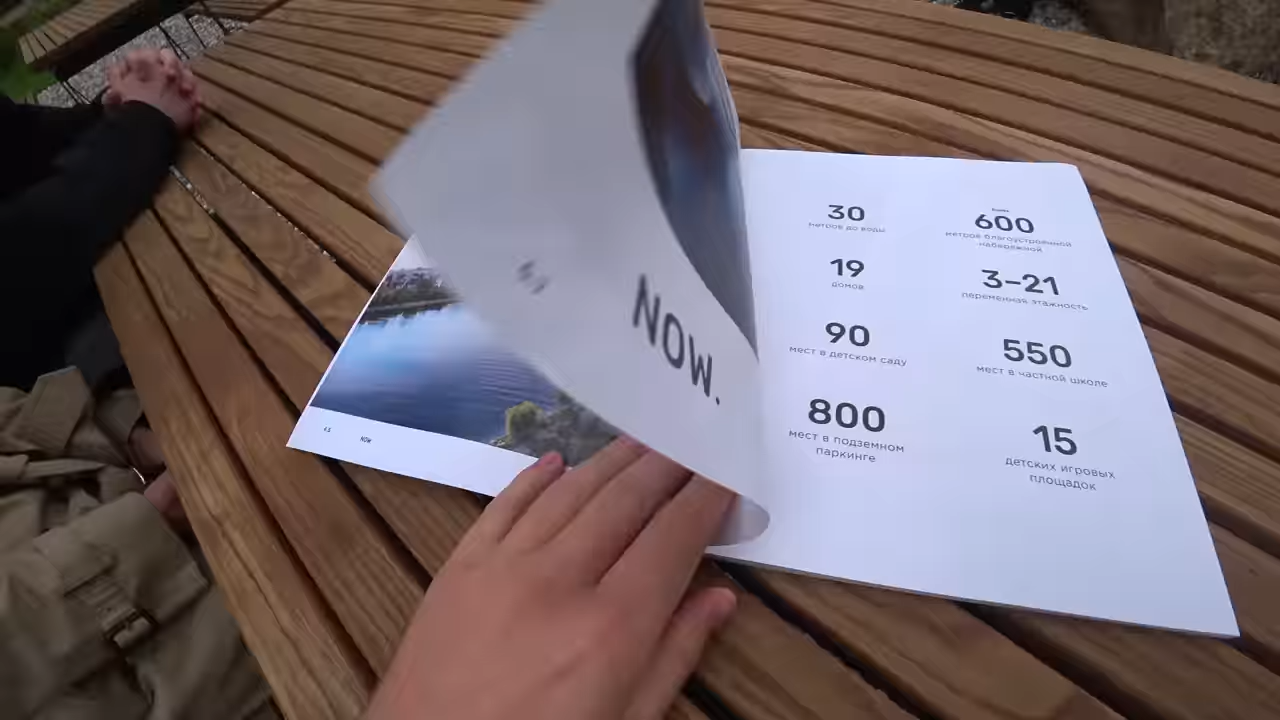 NOW.
NOW
30
метров до воды
19
домов
90
мест в детском саду
800
мест в подземном
паркинге
600
метров благоустроенной
набережной
3–21
переменная этажность
550
мест в частной школе
15
детских игровых
площадок